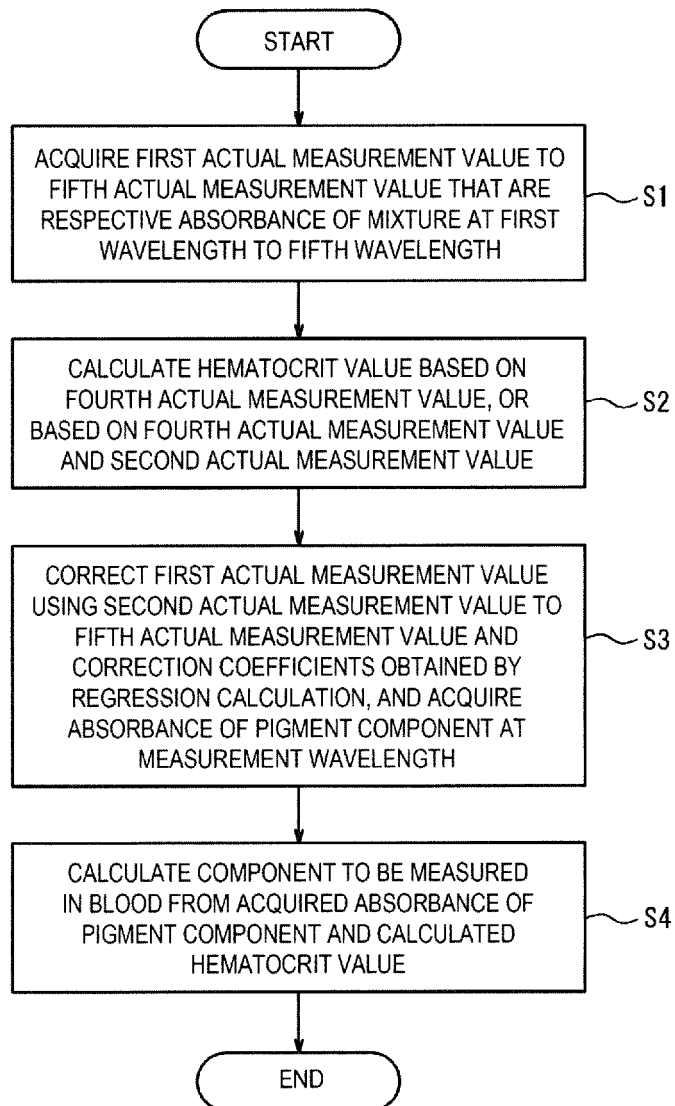 START
ACQUIRE FIRST ACTUAL MEASUREMENT VALUE TO
FIFTH ACTUAL MEASUREMENT VALUE THAT ARE
RESPECTIVE ABSORBANCE OF MIXTURE AT FIRST
WAVELENGTH TO FIFTH WAVELENGTH
S1
CALCULATE HEMATOCRIT VALUE BASED ON
FOURTH ACTUAL MEASUREMENT VALUE, OR
BASED ON FOURTH ACTUAL MEASUREMENT VALUE
AND SECOND ACTUAL MEASUREMENT VALUE
S2
CORRECT FIRST ACTUAL MEASUREMENT VALUE
USING SECOND ACTUAL MEASUREMENT VALUE TO
FIFTH ACTUAL MEASUREMENT VALUE AND
CORRECTION COEFFICIENTS OBTAINED BY
REGRESSION CALCULATION, AND ACQUIRE
ABSORBANCE OF PIGMENT COMPONENT AT
MEASUREMENT WAVELENGTH
S3
CALCULATE COMPONENT TO BE MEASURED
IN BLOOD FROM ACQUIRED ABSORBANCE OF
PIGMENT COMPONENT AND CALCULATED
HEMATOCRIT VALUE
S4
END